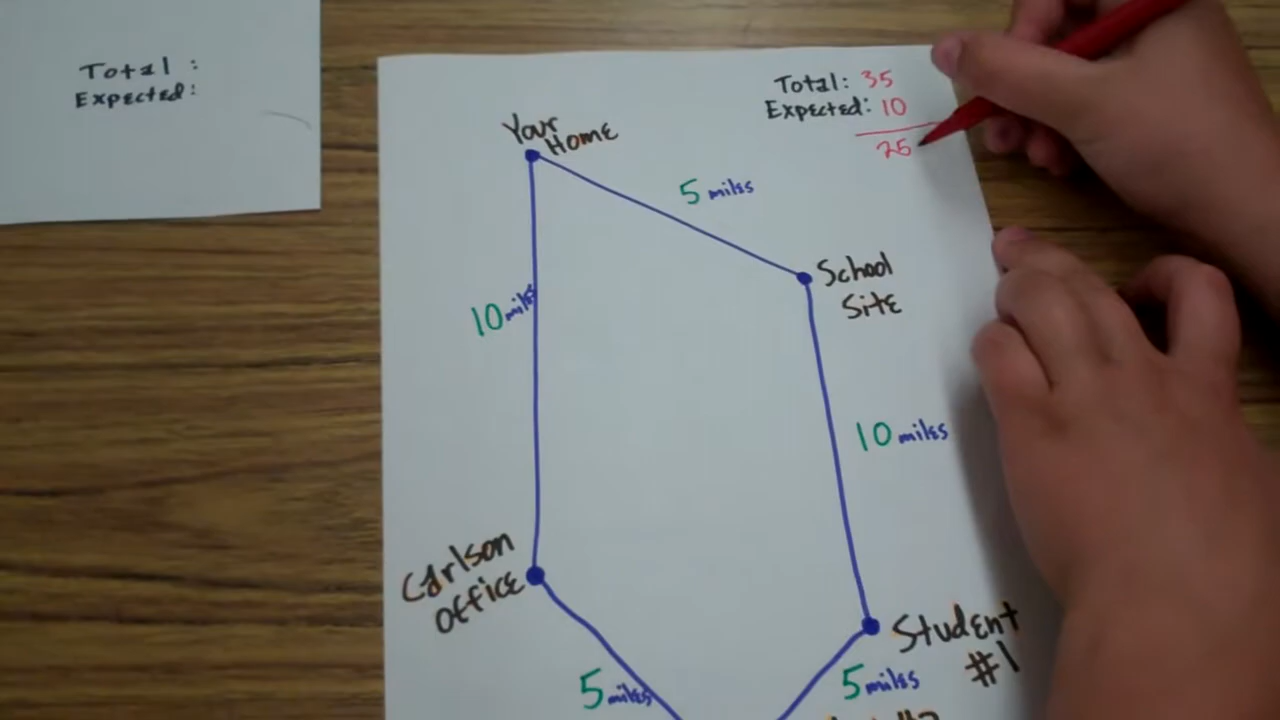 Total :
Expected:
Total: 35
Expected: 10
25
Your
Home
5 miles
School
Site
10 miles
10 miles
Carlson
Office
Student
#1
5 miles
5 miles